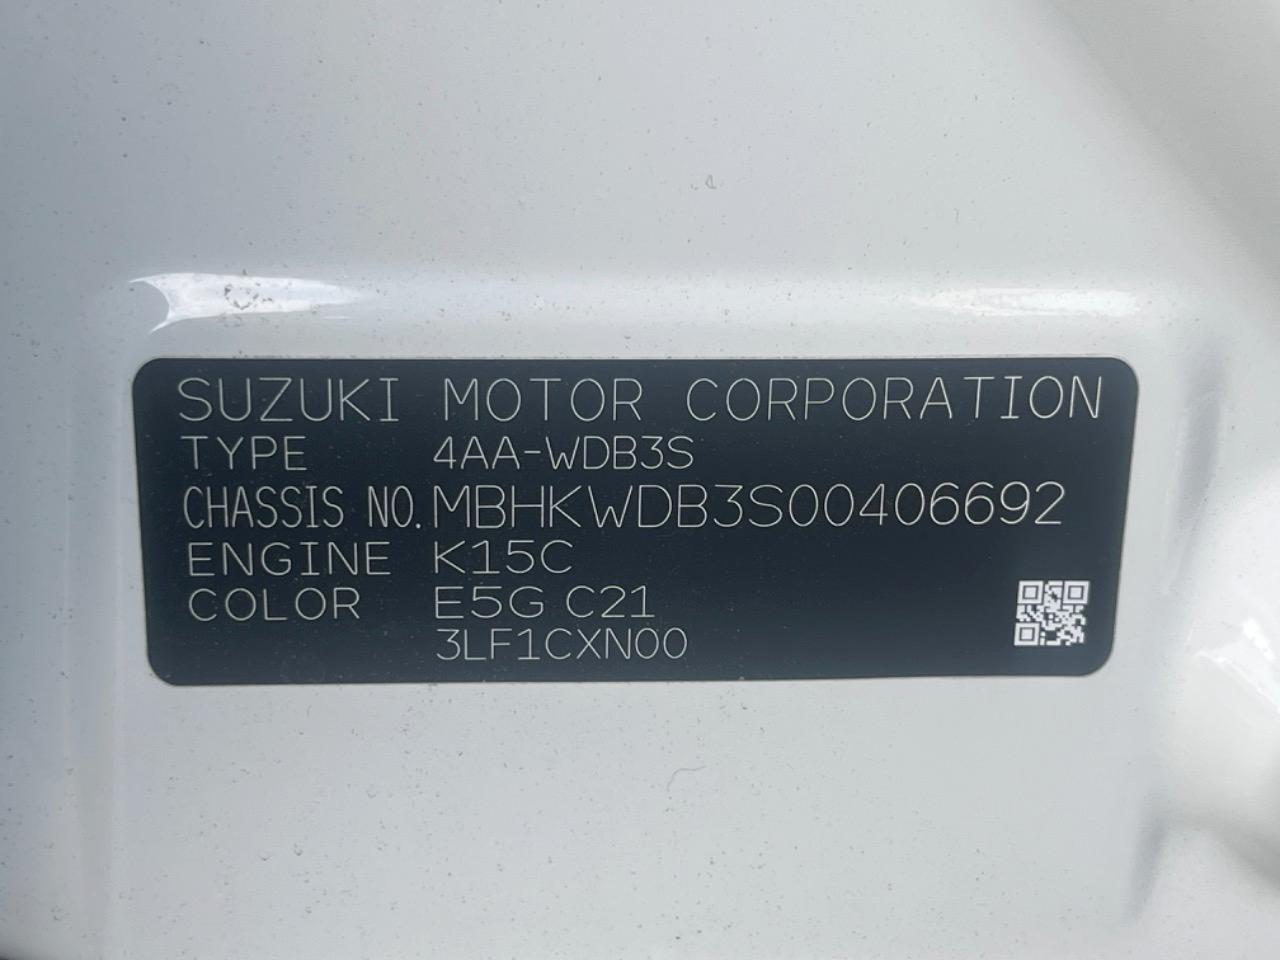 SUZUKI MOTOR CORPORATION
TYPE 4AA-WDB3S
CHASSIS NO. MBHKWDB3S00406692
ENGINE K15C
COLOR E5G C21
3LF1CXN00